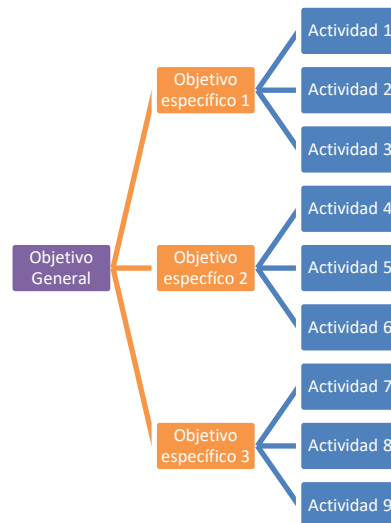 Objetivo
General
Objetivo
específico 1
Actividad 1
Actividad 2
Actividad 3
Objetivo
especfíco 2
Actividad 4
Actividad 5
Actividad 6
Objetivo
específico 3
Actividad 7
Actividad 8
Actividad 9